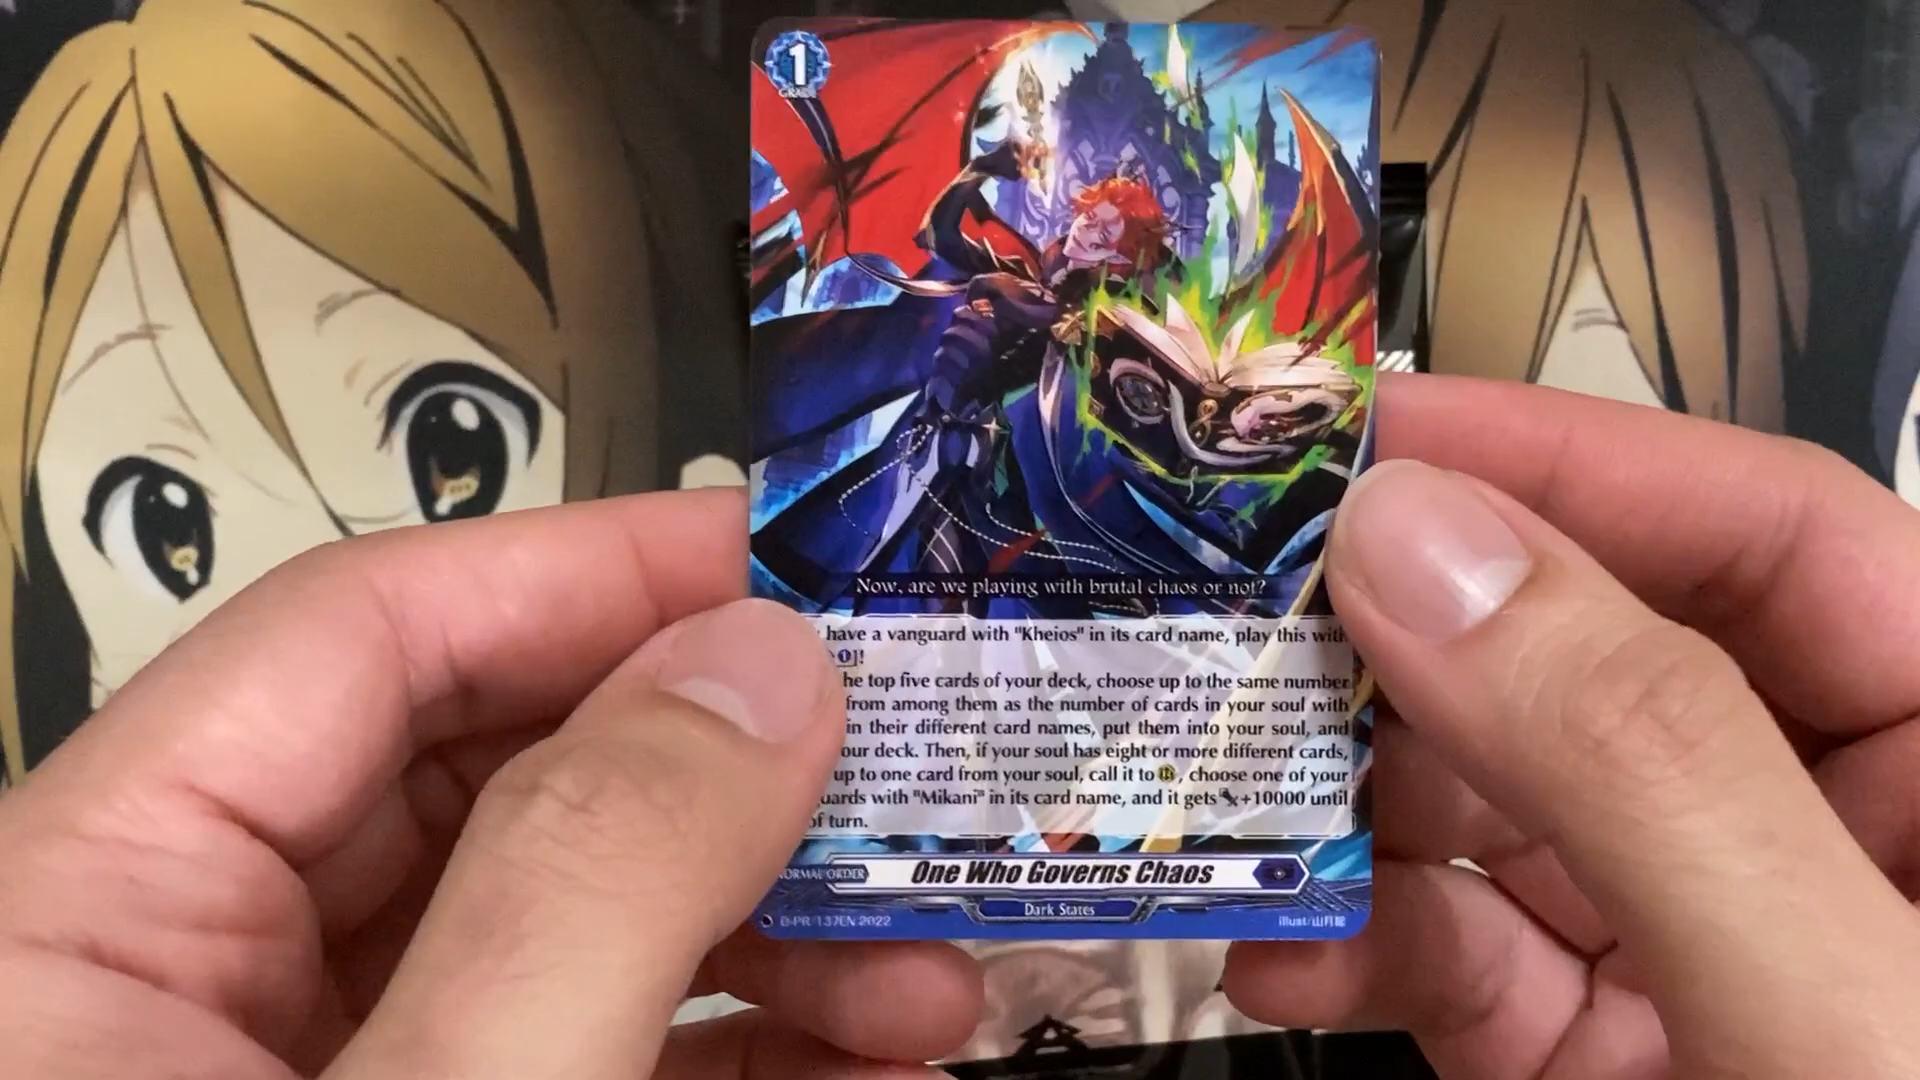 1
GRADE
Now, are we playing with brutal chaos or not?
have a vanguard with "Kheios" in its card name, play this with
1]!
he top five cards of your deck, choose up to the same number
from among them as the number of cards in your soul with
in their different card names, put them into your soul, and
our deck. Then, if your soul has eight or more different cards,
up to one card from your soul, call it to , choose one of your
uards with "Mikani" in its card name, and it gets +10000 until
of turn.
NORMAL ORDER
One Who Governs Chaos
Dark States
D-PR/137EN 2022
illust/山月総